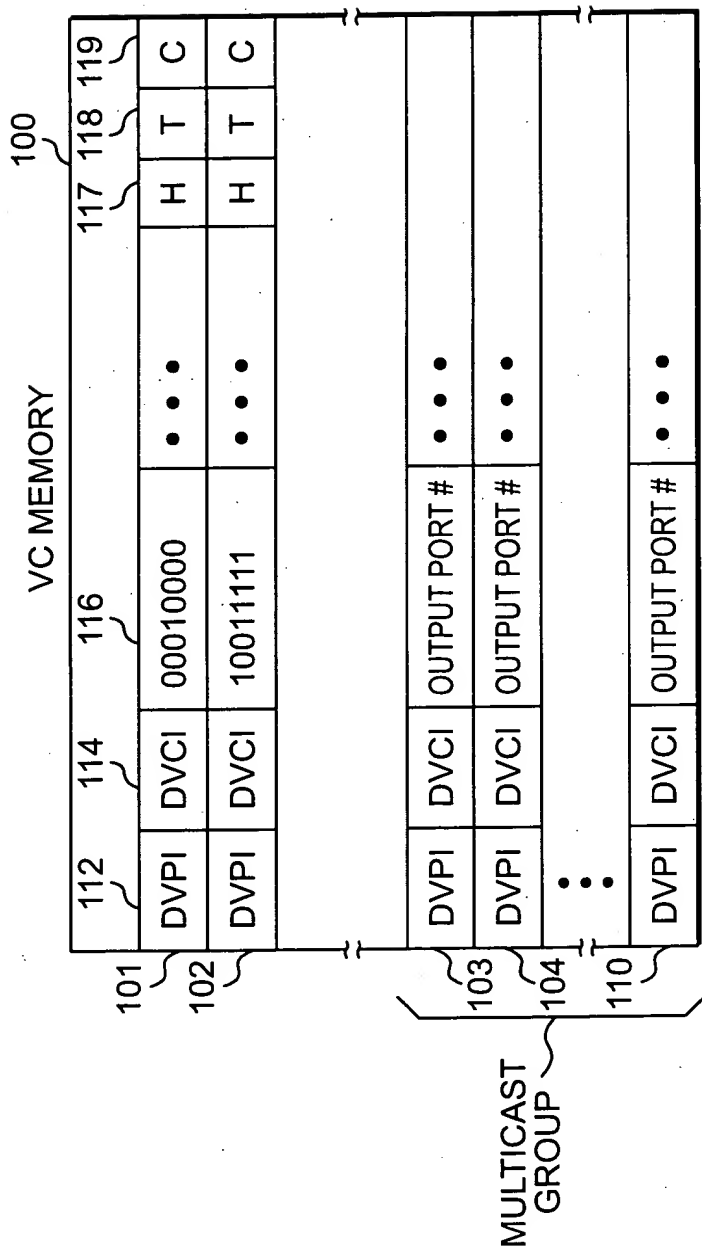 VC MEMORY
100
112 114 116 117 118 119
101 DVPI DVCI 00010000 ••• H T C
102 DVPI DVCI 10011111 ••• H T C
103 DVPI DVCI OUTPUT PORT # •••
104 DVPI DVCI OUTPUT PORT # •••
•••
110 DVPI DVCI OUTPUT PORT # •••
MULTICAST
GROUP